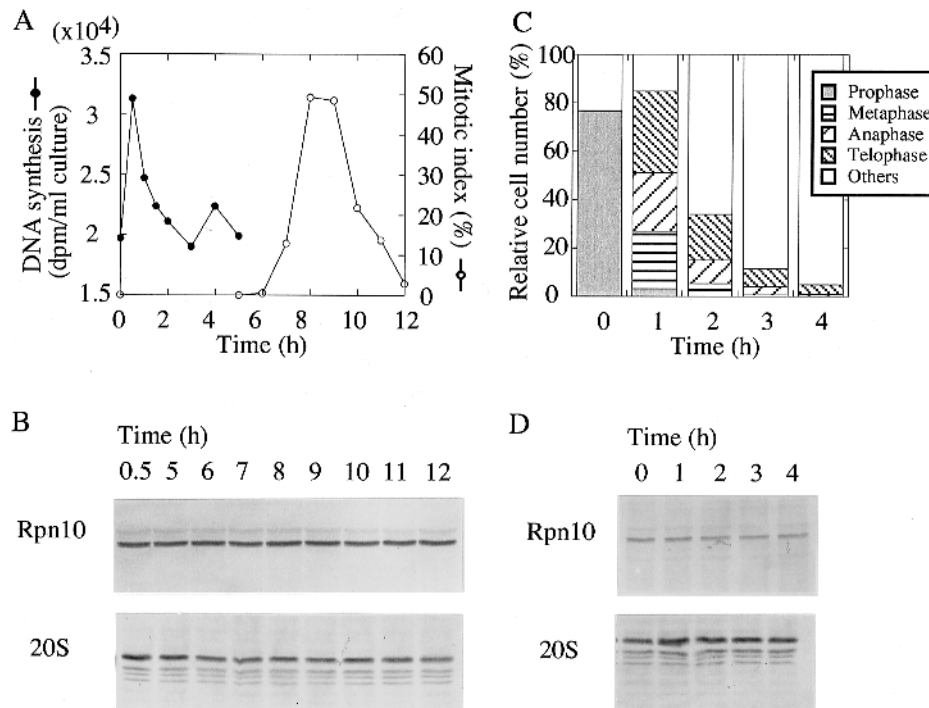 A
(x10⁴)
DNA synthesis
(dpm/ml culture)
3.5
3
2.5
2
1.5
60
50
40
30
20
10
0
Mitotic index (%)
0 2 4 6 8 10 12
Time (h)
C
Relative cell number (%)
100
80
60
40
20
0
0 1 2 3 4
Time (h)
Prophase
Metaphase
Anaphase
Telophase
Others
B
Time (h)
0.5 5 6 7 8 9 10 11 12
Rpn10
20S
D
Time (h)
0 1 2 3 4
Rpn10
20S